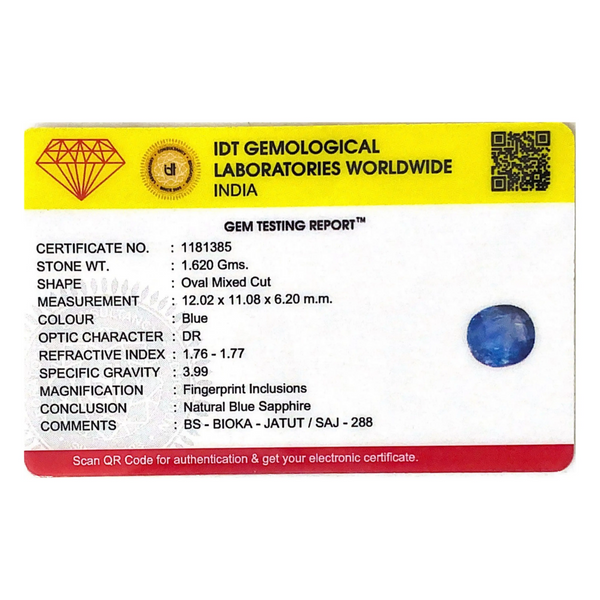 IDT GEMOLOGICAL
LABORATORIES WORLDWIDE
INDIA
GEM TESTING REPORT™
CERTIFICATE NO. : 1181385
STONE WT. : 1.620 Gms.
SHAPE : Oval Mixed Cut
MEASUREMENT : 12.02 x 11.08 x 6.20 m.m.
COLOUR : Blue
OPTIC CHARACTER : DR
REFRACTIVE INDEX : 1.76 - 1.77
SPECIFIC GRAVITY : 3.99
MAGNIFICATION : Fingerprint Inclusions
CONCLUSION : Natural Blue Sapphire
COMMENTS : BS - BIOKA - JATUT / SAJ - 288
Scan QR Code for authentication & get your electronic certificate.